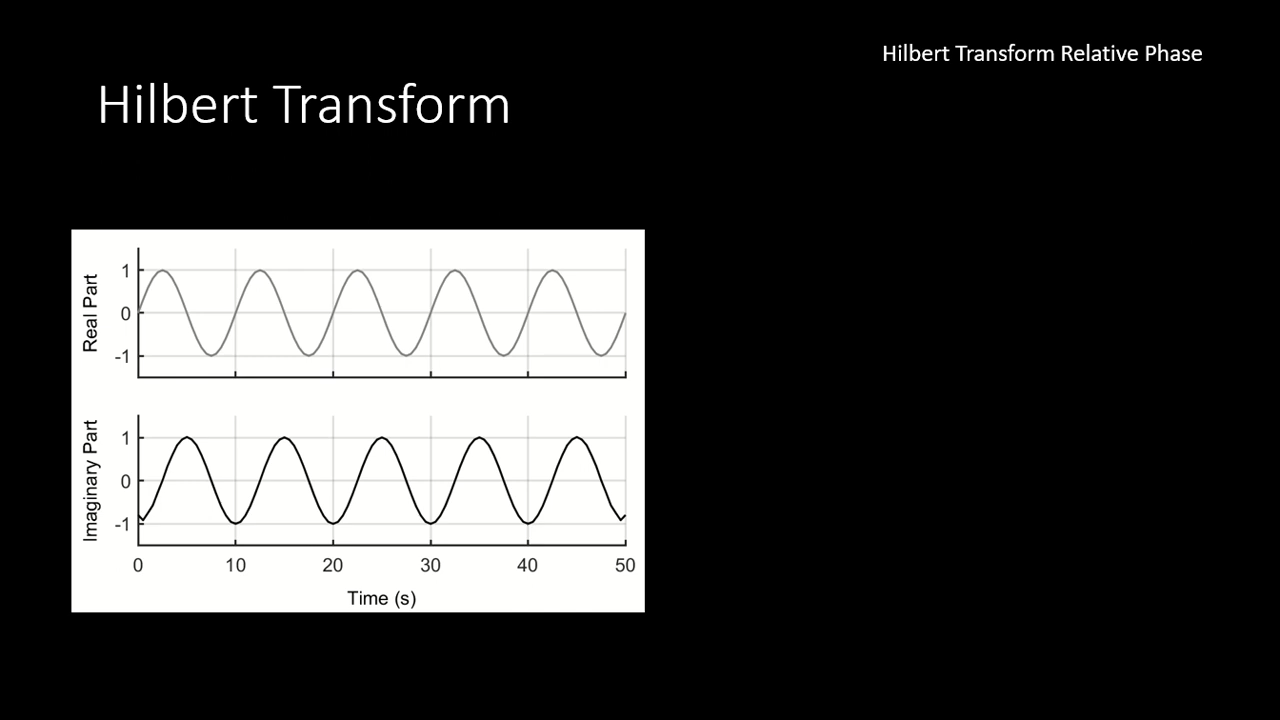 Hilbert Transform Relative Phase
Hilbert Transform
Real Part
1
0
-1
Imaginary Part
1
0
-1
0 10 20 30 40 50
Time (s)